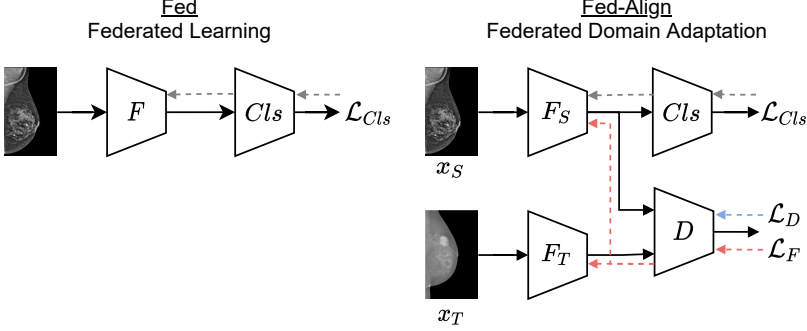 Fed
Federated Learning
F
Cls
ℒ_Cls
Fed-Align
Federated Domain Adaptation
F_S
Cls
ℒ_Cls
x_S
D
ℒ_D
ℒ_F
F_T
x_T